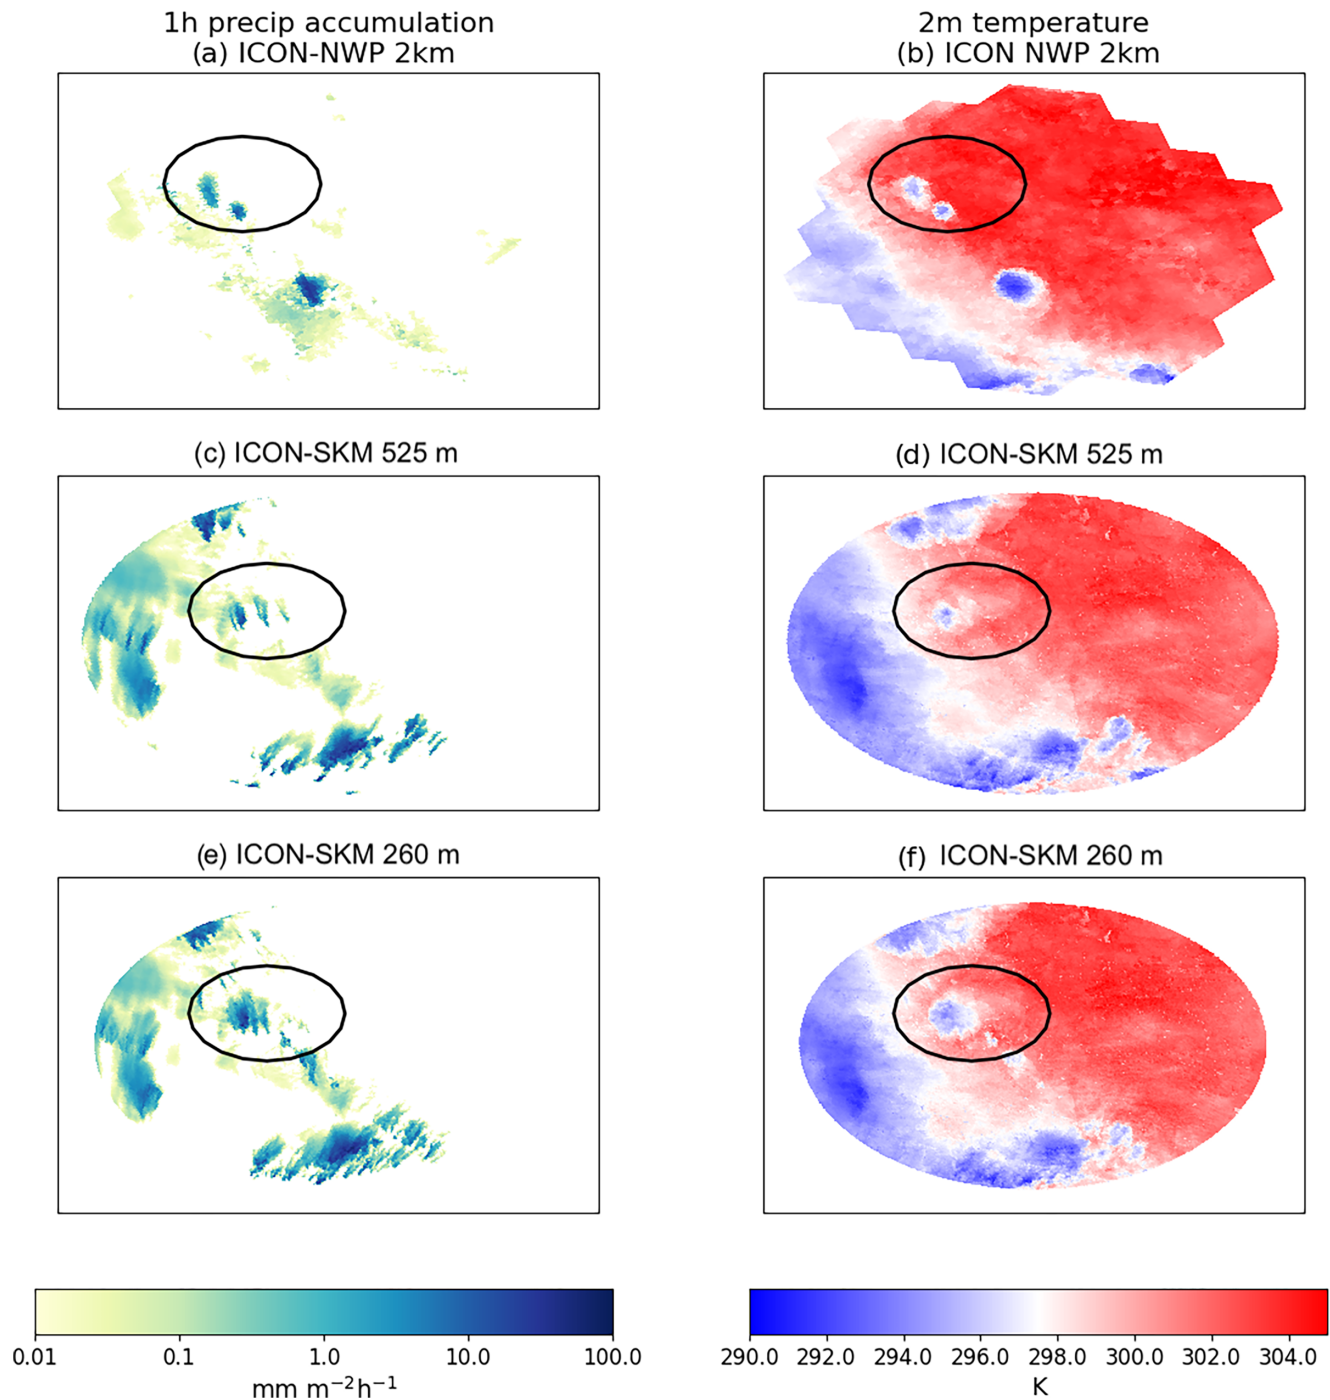 1h precip accumulation
(a) ICON-NWP 2km
2m temperature
(b) ICON NWP 2km
(c) ICON-SKM 525 m
(d) ICON-SKM 525 m
(e) ICON-SKM 260 m
(f) ICON-SKM 260 m
0.01 0.1 1.0 10.0 100.0
mm m⁻²h⁻¹
290.0 292.0 294.0 296.0 298.0 300.0 302.0 304.0
K